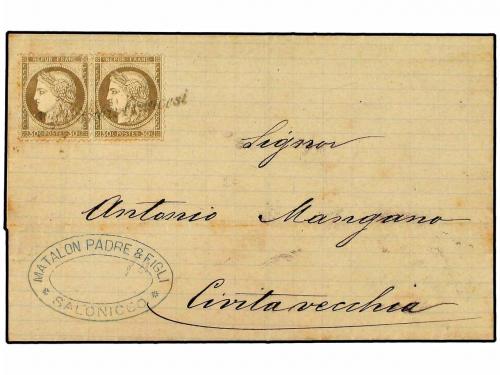 REPUB. FRANC. REPUB. FRANC.
30 C. POSTES 30 C. 30 C. POSTES 30 C.
Signor
Antonio Mangano
Civitavecchia
MATALON PADRE & FIGLI
* SALONICCO *